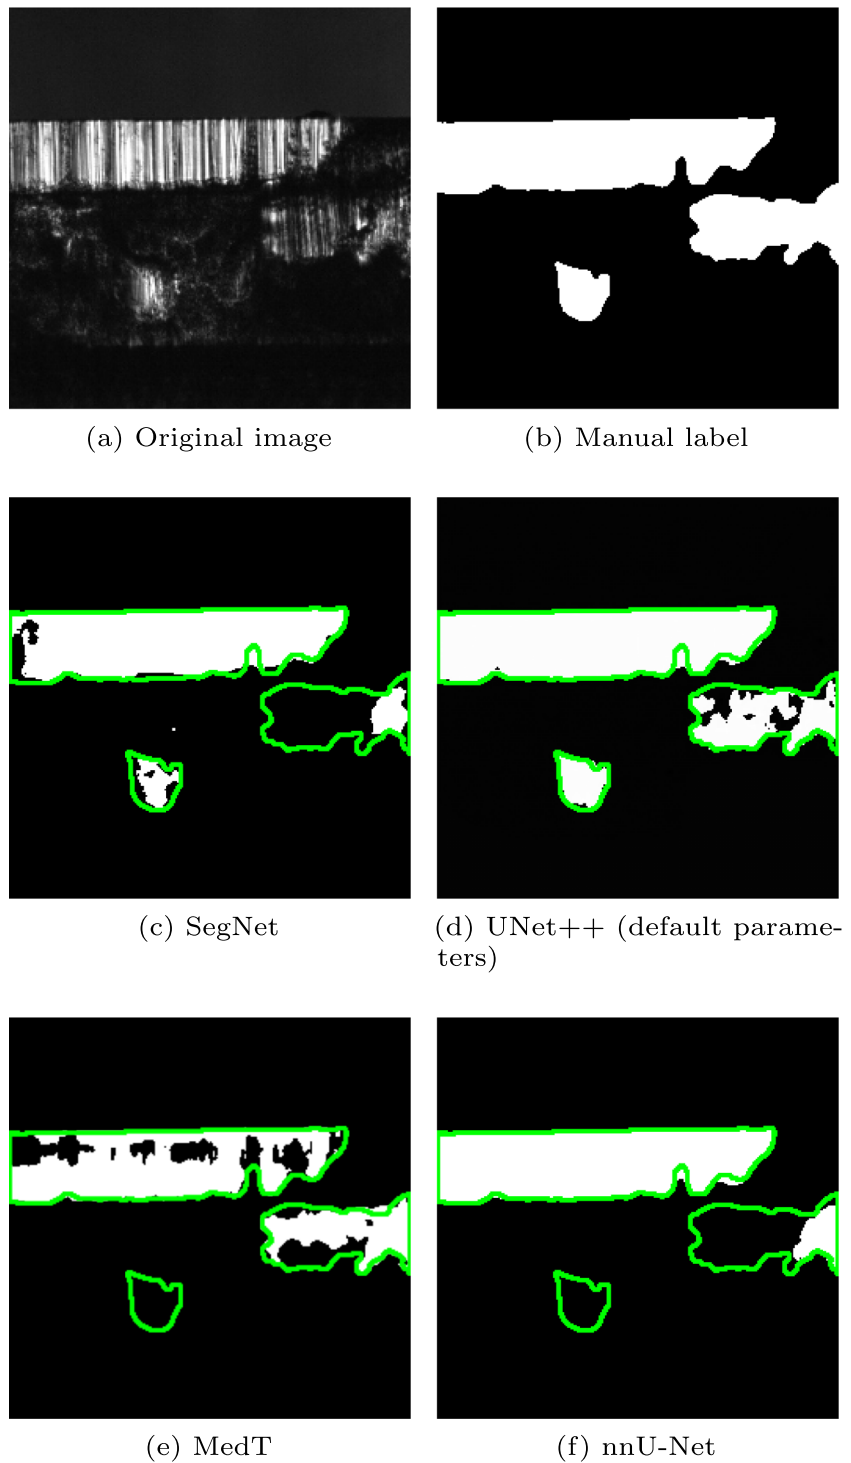 (a) Original image
(b) Manual label
(c) SegNet
(d) UNet++ (default parame-
ters)
(e) MedT
(f) nnU-Net